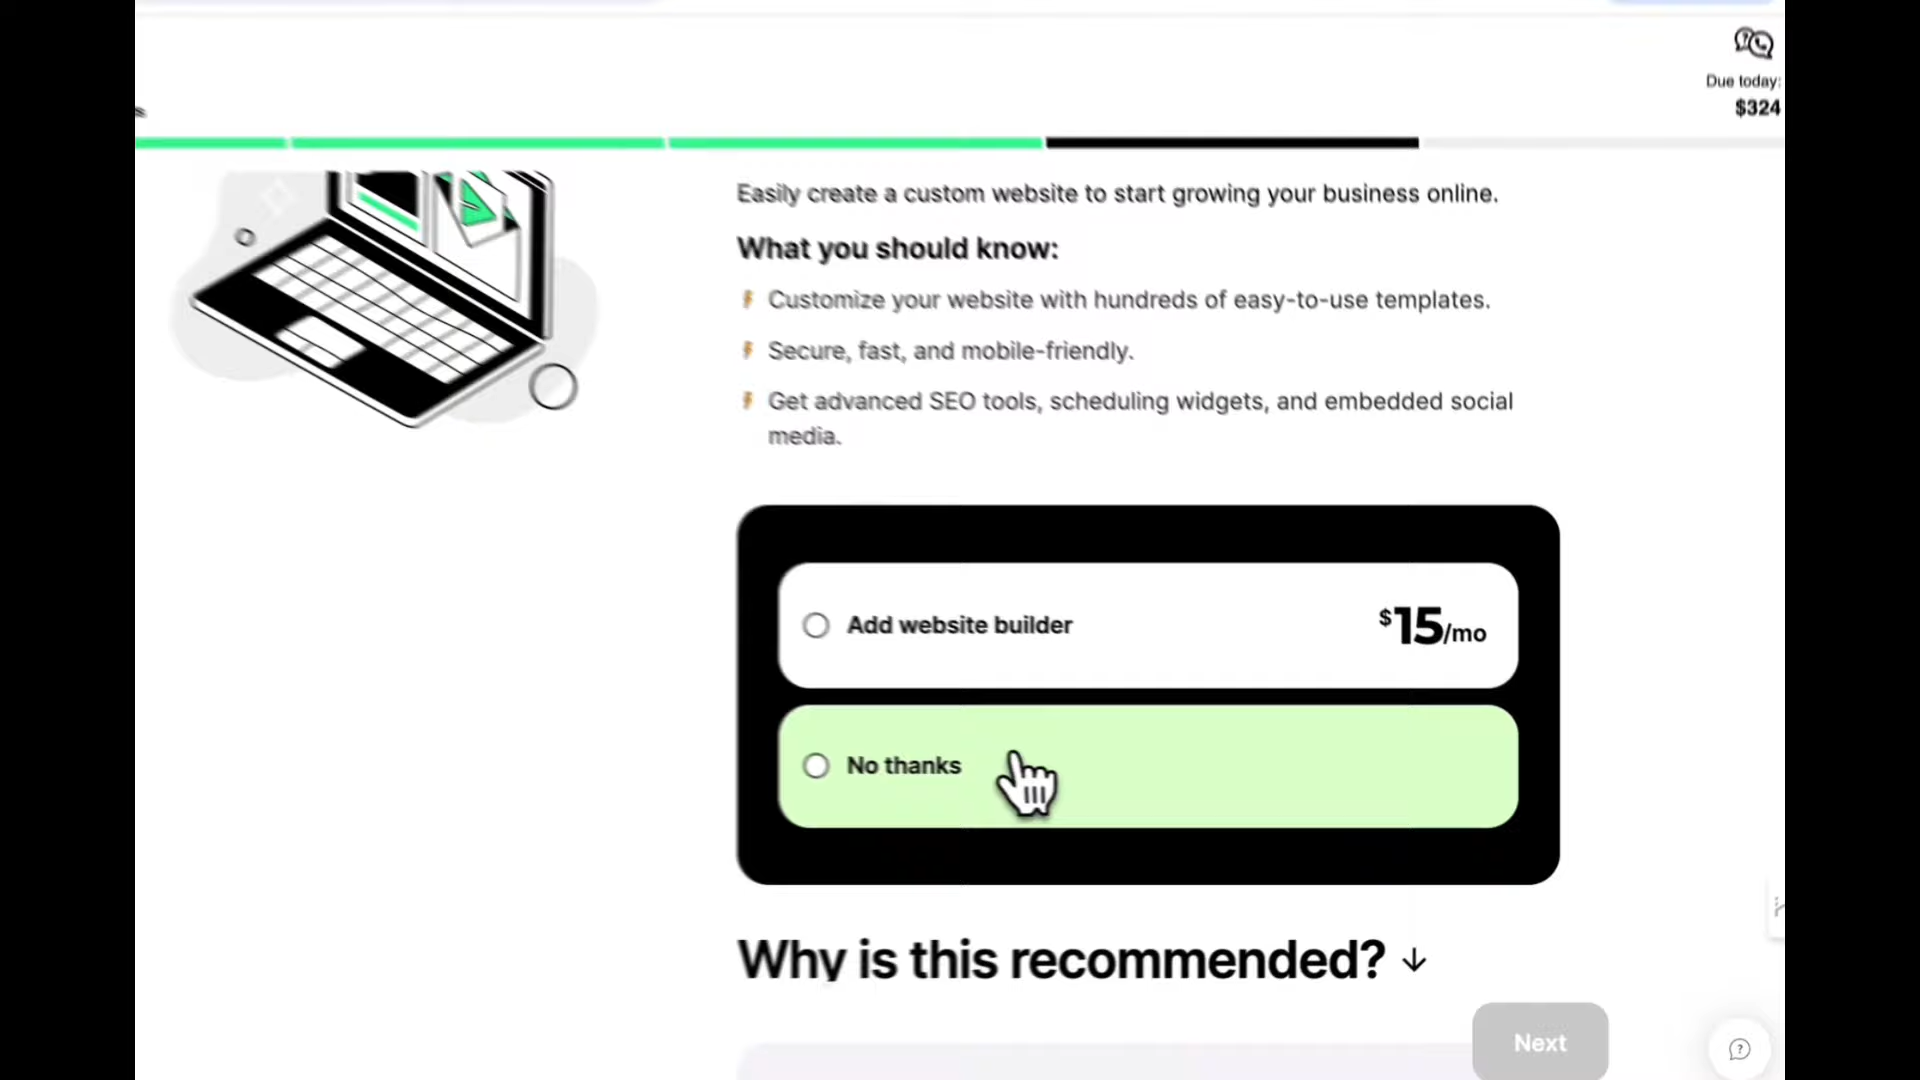 Due today:
$324
Easily create a custom website to start growing your business online.
What you should know:
Customize your website with hundreds of easy-to-use templates.
Secure, fast, and mobile-friendly.
Get advanced SEO tools, scheduling widgets, and embedded social
media.
Add website builder $15/mo
No thanks
Why is this recommended? ↓
Next